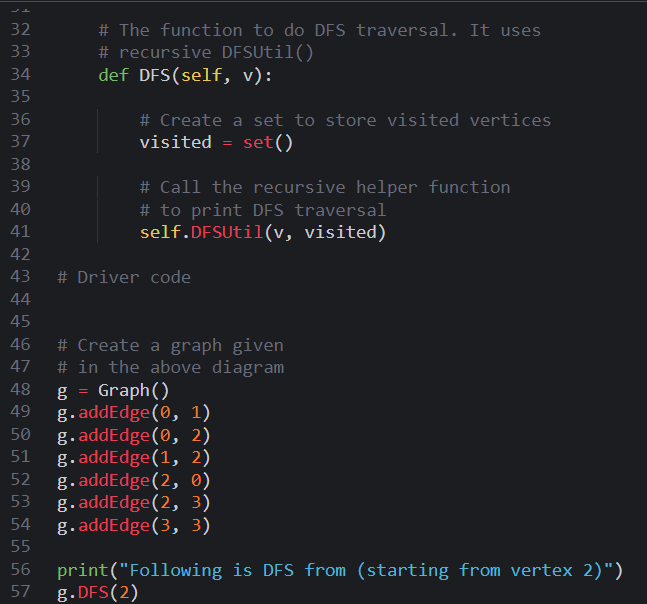 32 # The function to do DFS traversal. It uses
33 # recursive DFSUtil()
34 def DFS(self, v):
35
36 # Create a set to store visited vertices
37 visited = set()
38
39 # Call the recursive helper function
40 # to print DFS traversal
41 self.DFSUtil(v, visited)
42
43 # Driver code
44
45
46 # Create a graph given
47 # in the above diagram
48 g = Graph()
49 g.addEdge(0, 1)
50 g.addEdge(0, 2)
51 g.addEdge(1, 2)
52 g.addEdge(2, 0)
53 g.addEdge(2, 3)
54 g.addEdge(3, 3)
55
56 print("Following is DFS from (starting from vertex 2)")
57 g.DFS(2)